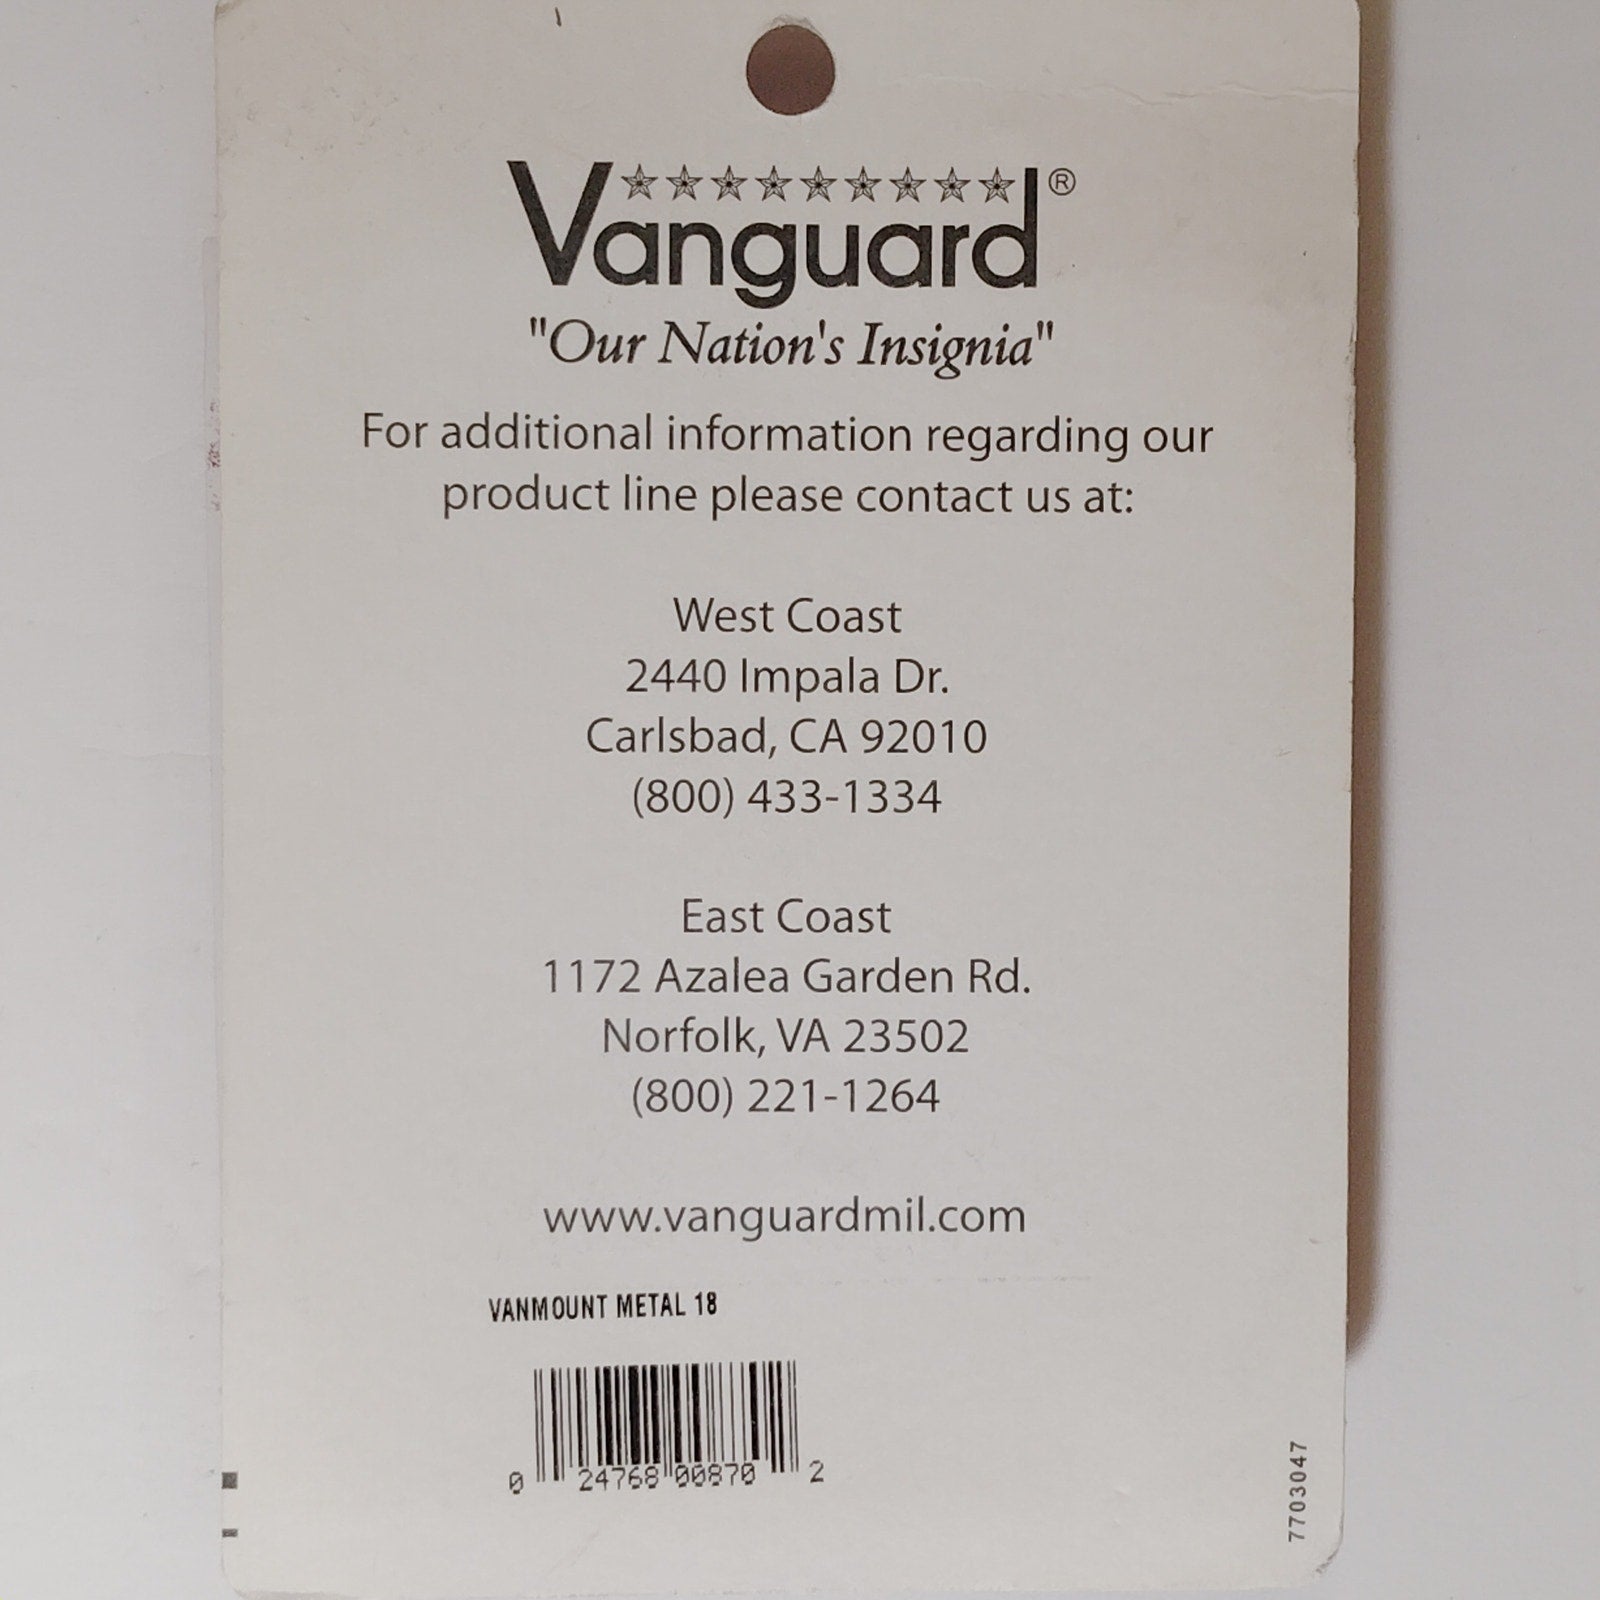 Vanguard®
"Our Nation's Insignia"
For additional information regarding our
product line please contact us at:
West Coast
2440 Impala Dr.
Carlsbad, CA 92010
(800) 433-1334
East Coast
1172 Azalea Garden Rd.
Norfolk, VA 23502
(800) 221-1264
www.vanguardmil.com
VANMOUNT METAL 18
0 24768 00870 2
7703047